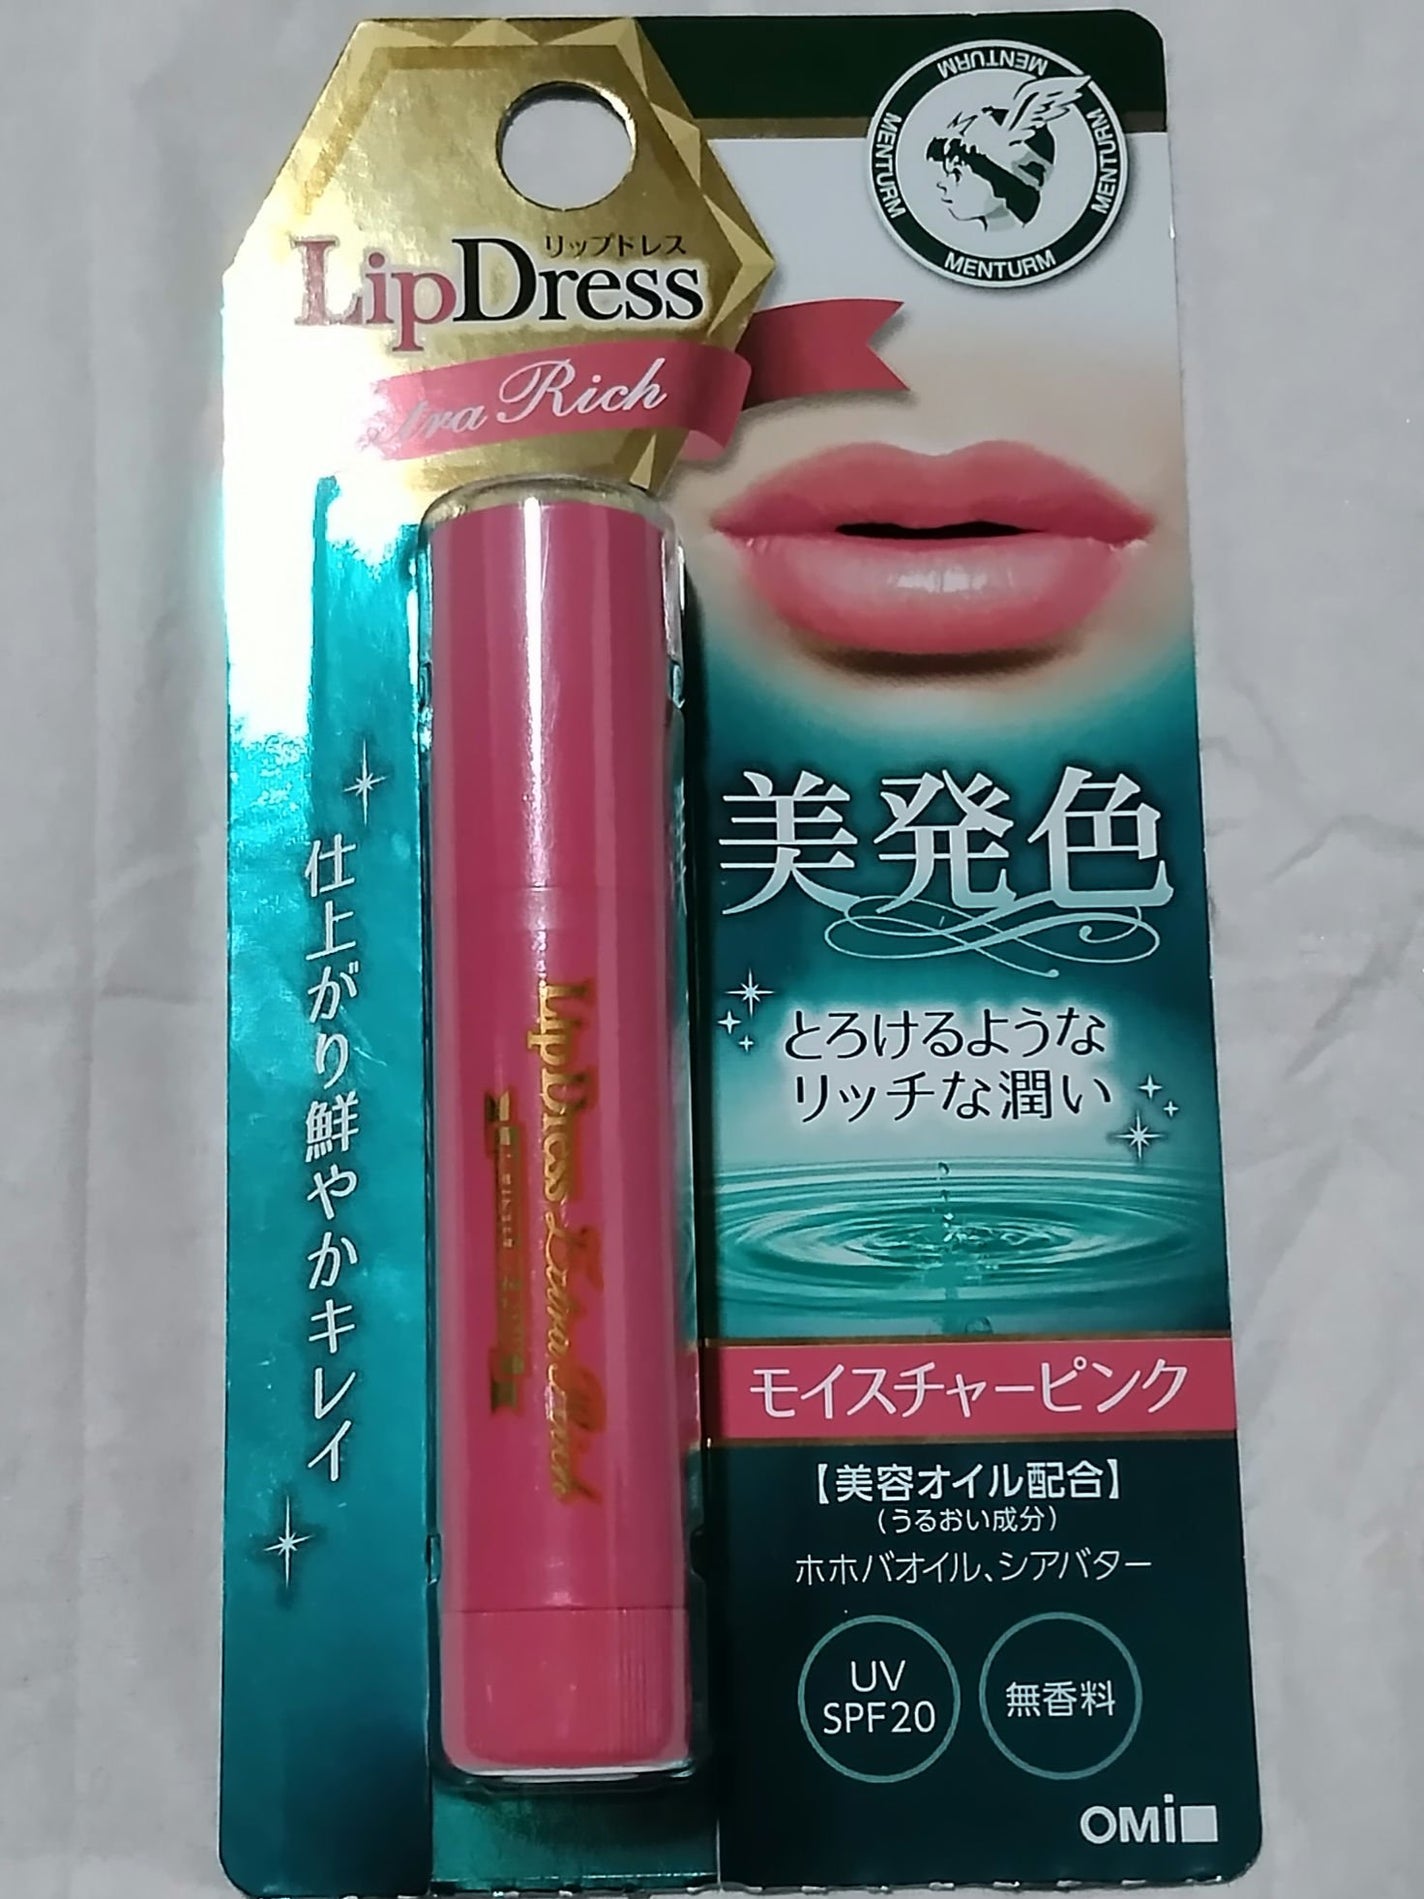 MENTURM
MENTURM
MENTURM
MENTURM
リップドレス
LipDress
Rich
美発色
仕上がり鮮やかキレイ
とろけるような
リッチな潤い
LipDress Extra Rich
モイスチャーピンク
【美容オイル配合】
(うるおい成分)
ホホバオイル、シアバター
UV
SPF20
無香料
OMi